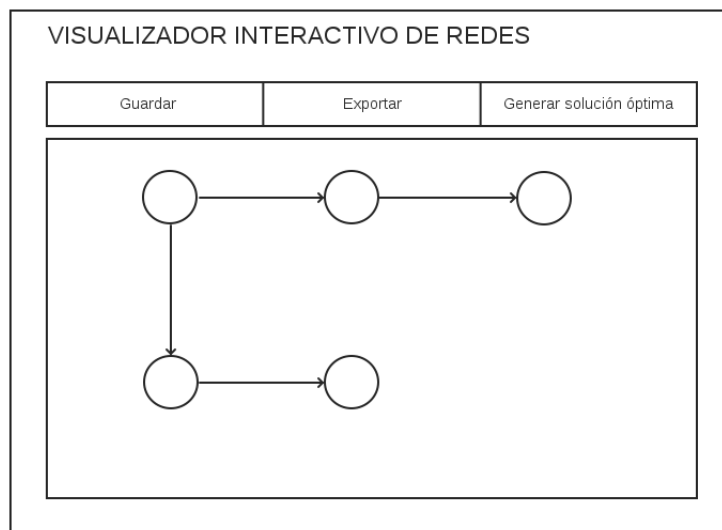 VISUALIZADOR INTERACTIVO DE REDES
Guardar
Exportar
Generar solución óptima